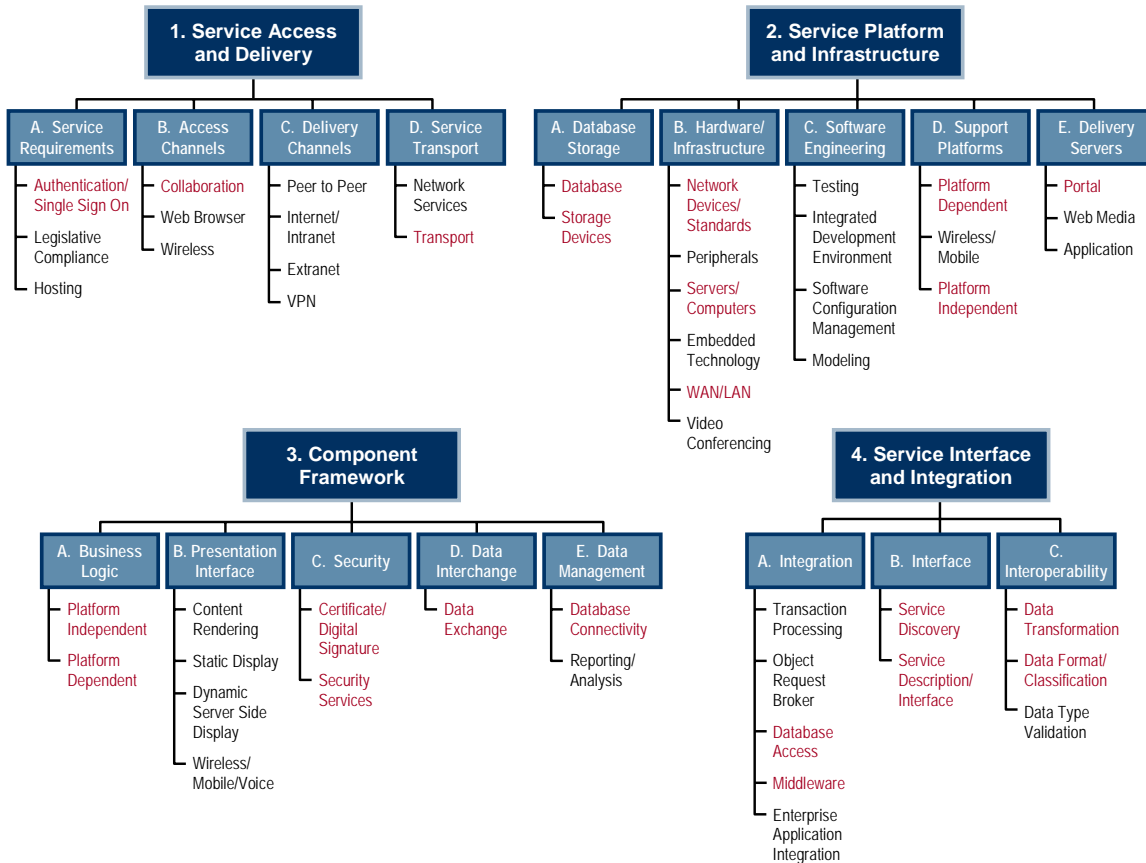 1. Service Access
and Delivery
A. Service
Requirements
Authentication/
Single Sign On
Legislative
Compliance
Hosting
B. Access
Channels
Collaboration
Web Browser
Wireless
C. Delivery
Channels
Peer to Peer
Internet/
Intranet
Extranet
VPN
D. Service
Transport
Network
Services
Transport
2. Service Platform
and Infrastructure
A. Database
Storage
Database
Storage
Devices
B. Hardware/
Infrastructure
Network
Devices/
Standards
Peripherals
Servers/
Computers
Embedded
Technology
WAN/LAN
Video
Conferencing
C. Software
Engineering
Testing
Integrated
Development
Environment
Software
Configuration
Management
Modeling
D. Support
Platforms
Platform
Dependent
Wireless/
Mobile
Platform
Independent
E. Delivery
Servers
Portal
Web Media
Application
3. Component
Framework
A. Business
Logic
Platform
Independent
Platform
Dependent
B. Presentation
Interface
Content
Rendering
Static Display
Dynamic
Server Side
Display
Wireless/
Mobile/Voice
C. Security
Certificate/
Digital
Signature
Security
Services
D. Data
Interchange
Data
Exchange
E. Data
Management
Database
Connectivity
Reporting/
Analysis
4. Service Interface
and Integration
A. Integration
Transaction
Processing
Object
Request
Broker
Database
Access
Middleware
Enterprise
Application
Integration
B. Interface
Service
Discovery
Service
Description/
Interface
C.
Interoperability
Data
Transformation
Data Format/
Classification
Data Type
Validation